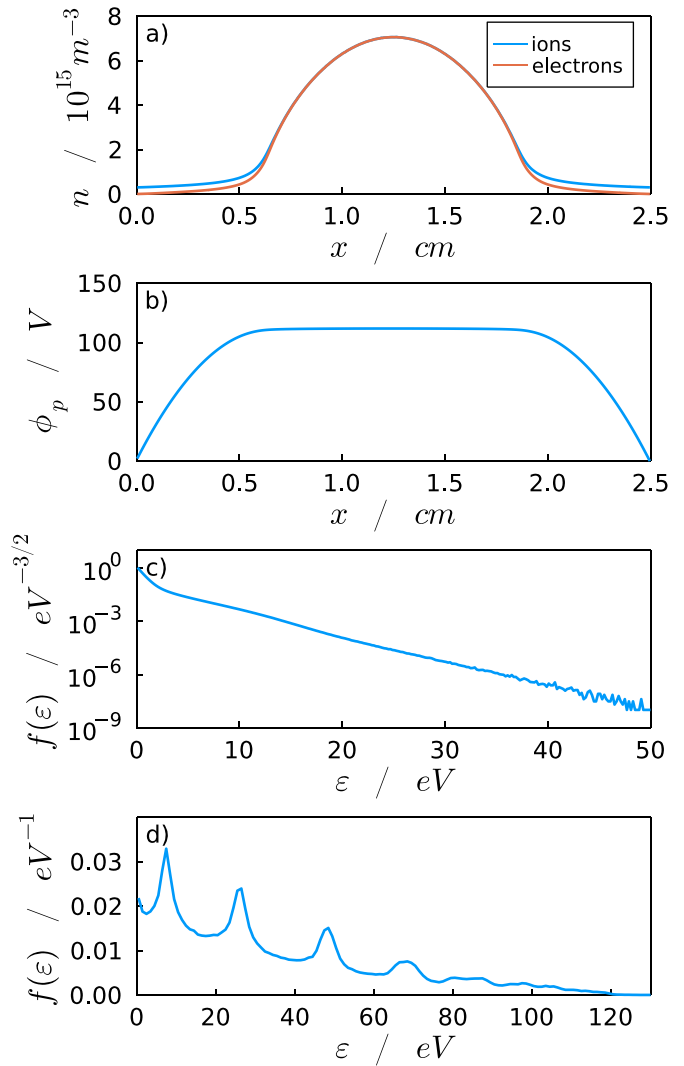 a)
ions
electrons
8
6
4
2
0
n / 10^{15} m^{-3}
0.0 0.5 1.0 1.5 2.0 2.5
x / cm
b)
150
100
50
0
ϕ_p / V
0.0 0.5 1.0 1.5 2.0 2.5
x / cm
c)
10^0
10^{-3}
10^{-6}
10^{-9}
f(ε) / eV^{-3/2}
0 10 20 30 40 50
ε / eV
d)
0.03
0.02
0.01
0.00
f(ε) / eV^{-1}
0 20 40 60 80 100 120
ε / eV